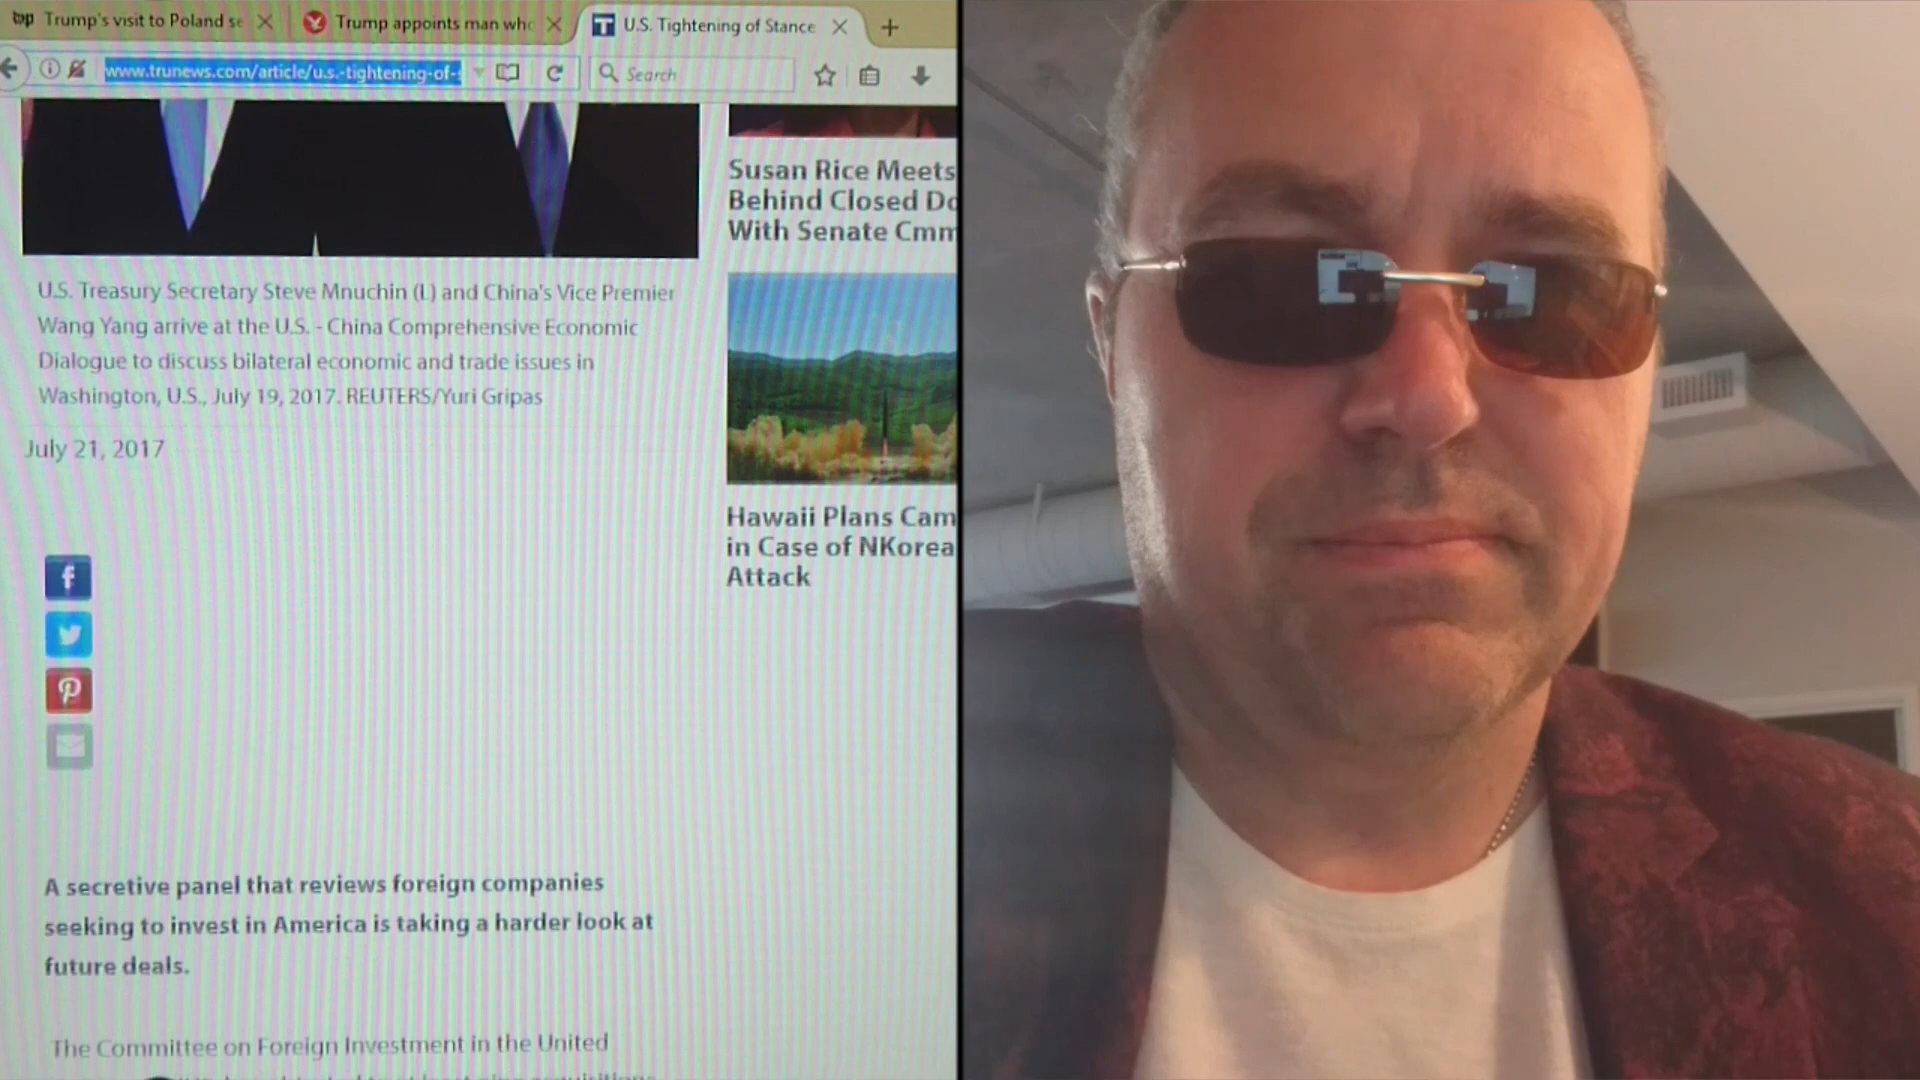 top Trump's visit to Poland se
Trump appoints man who
U.S. Tightening of Stance
www.trunews.com/article/u.s.-tightening-of-
Search
U.S. Treasury Secretary Steve Mnuchin (L) and China's Vice Premier
Wang Yang arrive at the U.S. - China Comprehensive Economic
Dialogue to discuss bilateral economic and trade issues in
Washington, U.S., July 19, 2017. REUTERS/Yuri Gripas
July 21, 2017
A secretive panel that reviews foreign companies
seeking to invest in America is taking a harder look at
future deals.
The Committee on Foreign Investment in the United
Susan Rice Meets
Behind Closed Do
With Senate Cmm
Hawaii Plans Cam
in Case of NKorea
Attack